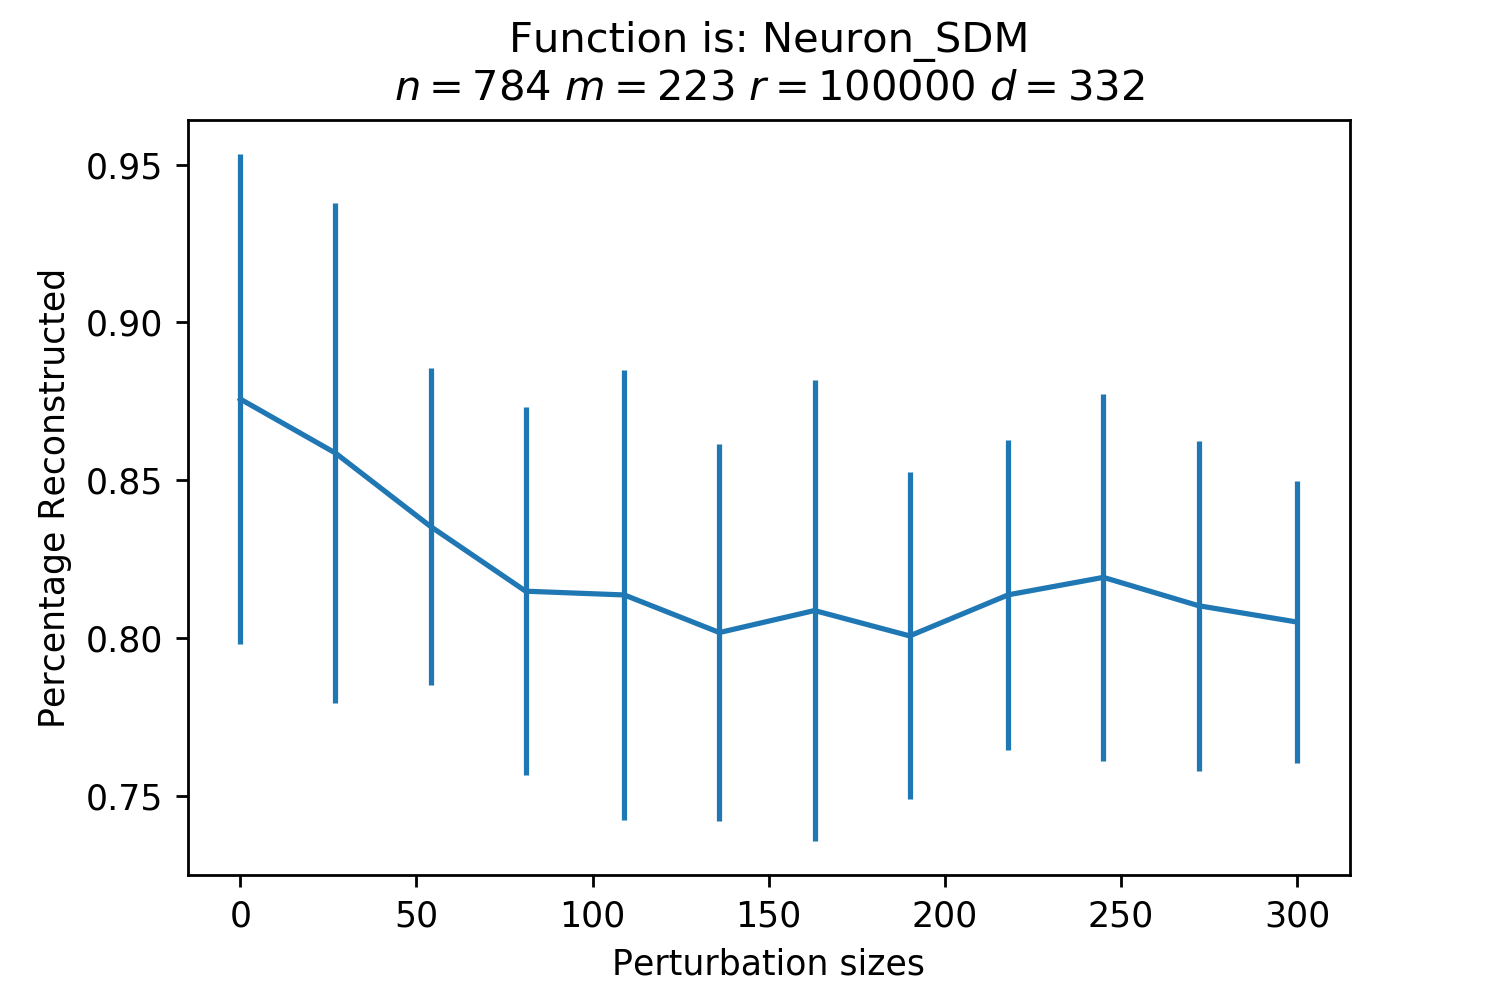 Function is: Neuron_SDM
n = 784 m = 223 r = 100000 d = 332
Percentage Reconstructed
0.95
0.90
0.85
0.80
0.75
0 50 100 150 200 250 300
Perturbation sizes